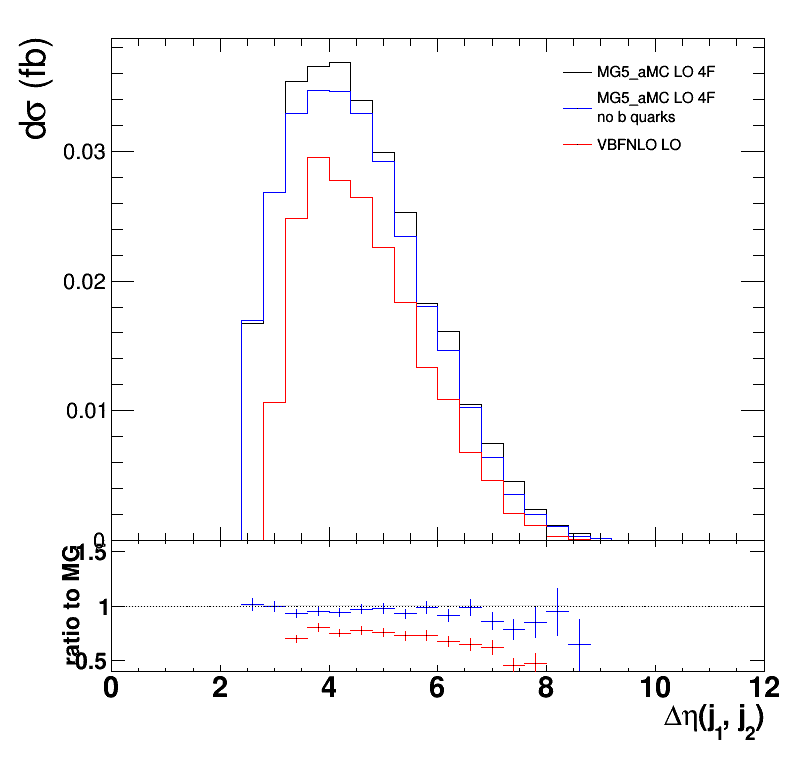 dσ (fb)
MG5_aMC LO 4F
MG5_aMC LO 4F
no b quarks
VBFNLO LO
0.03
0.02
0.01
0
ratio to MG
1.5
1
0.5
0 2 4 6 8 10 12
Δη(j1, j2)